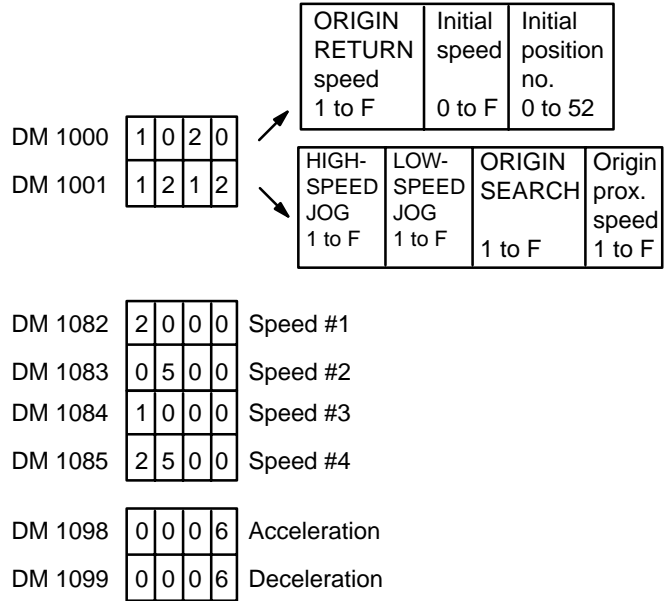 ORIGIN RETURN speed 1 to F
Initial speed 0 to F
Initial position no. 0 to 52
DM 1000 1 0 2 0
DM 1001 1 2 1 2
HIGH-SPEED JOG 1 to F
LOW-SPEED JOG 1 to F
ORIGIN SEARCH 1 to F
Origin prox. speed 1 to F
DM 1082 2 0 0 0 Speed #1
DM 1083 0 5 0 0 Speed #2
DM 1084 1 0 0 0 Speed #3
DM 1085 2 5 0 0 Speed #4
DM 1098 0 0 0 6 Acceleration
DM 1099 0 0 0 6 Deceleration